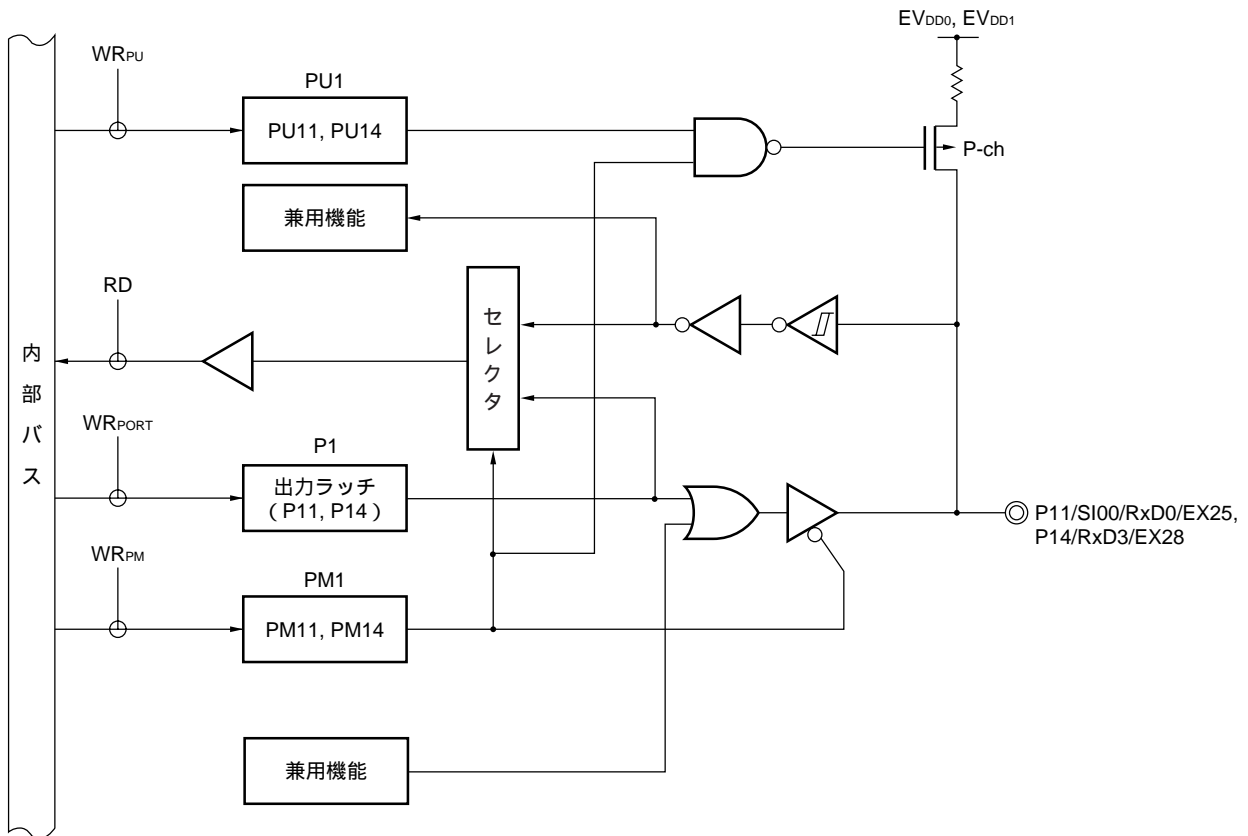 EVDD0, EVDD1
WRPU
PU1
PU11, PU14
P-ch
兼用機能
RD
セレクタ
内部バス
WRPORT
P1
出力ラッチ
（P11, P14）
P11/SI00/RxD0/EX25,
P14/RxD3/EX28
WRPM
PM1
PM11, PM14
兼用機能